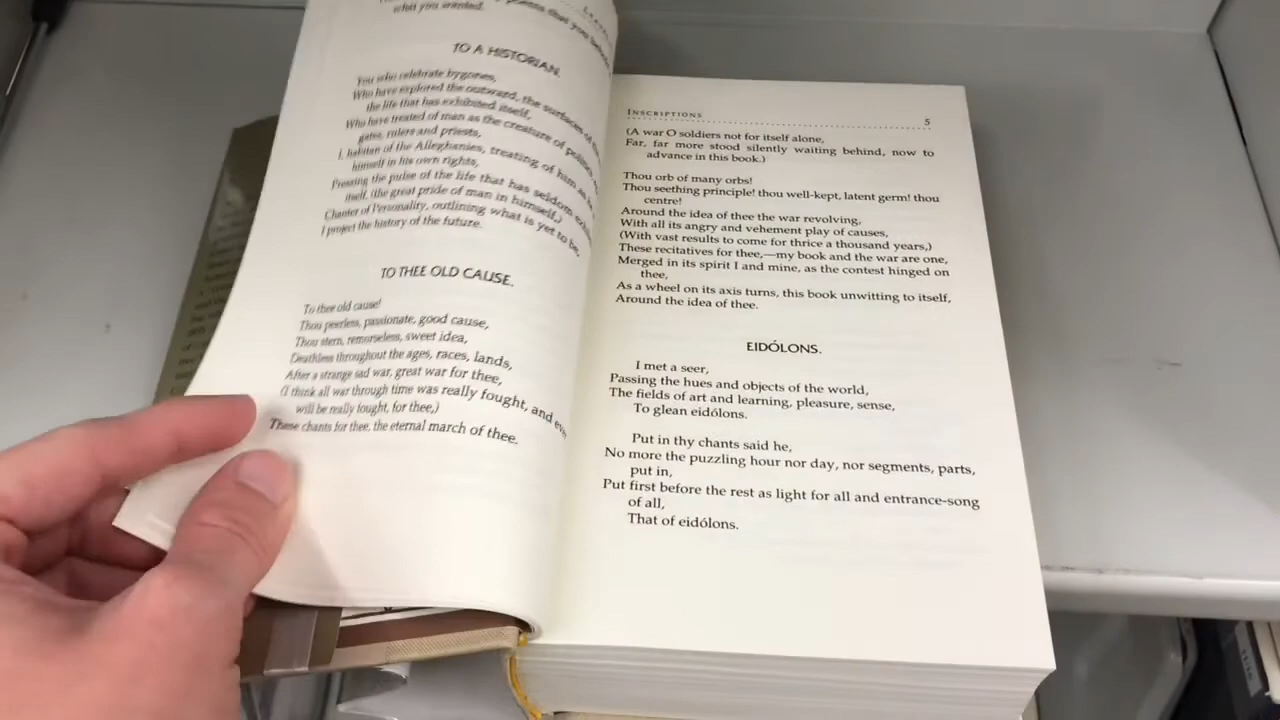 what you wanted.
TO A HISTORIAN.
You who celebrate bygones,
Who have explored the outward, the surfaces of the
the life that has exhibited itself,
Who have treated of man as the creature of politics,
rulers and priests,
I, habitan of the Alleghanies, treating of him as he
himself in his own rights,
Pressing the pulse of the life that has seldom
itself, (the great pride of man in himself,)
Chanter of Personality, outlining what is yet to be,
I project the history of the future.
TO THEE OLD CAUSE.
To thee old cause!
Thou peerless, passionate, good cause,
Thou stern, remorseless, sweet idea,
Deathless throughout the ages, races, lands,
After a strange sad war, great war for thee,
(I think all war through time was really fought, and
will be really fought, for thee,)
These chants for thee, the eternal march of thee.
INSCRIPTIONS 5
(A war O soldiers not for itself alone,
Far, far more stood silently waiting behind, now to
advance in this book.)
Thou orb of many orbs!
Thou seething principle! thou well-kept, latent germ! thou
centre!
Around the idea of thee the war revolving,
With all its angry and vehement play of causes,
(With vast results to come for thrice a thousand years,)
These recitatives for thee,—my book and the war are one,
Merged in its spirit I and mine, as the contest hinged on
thee,
As a wheel on its axis turns, this book unwitting to itself,
Around the idea of thee.
EIDÓLONS.
I met a seer,
Passing the hues and objects of the world,
The fields of art and learning, pleasure, sense,
To glean eidólons.
Put in thy chants said he,
No more the puzzling hour nor day, nor segments, parts,
put in,
Put first before the rest as light for all and entrance-song
of all,
That of eidólons.